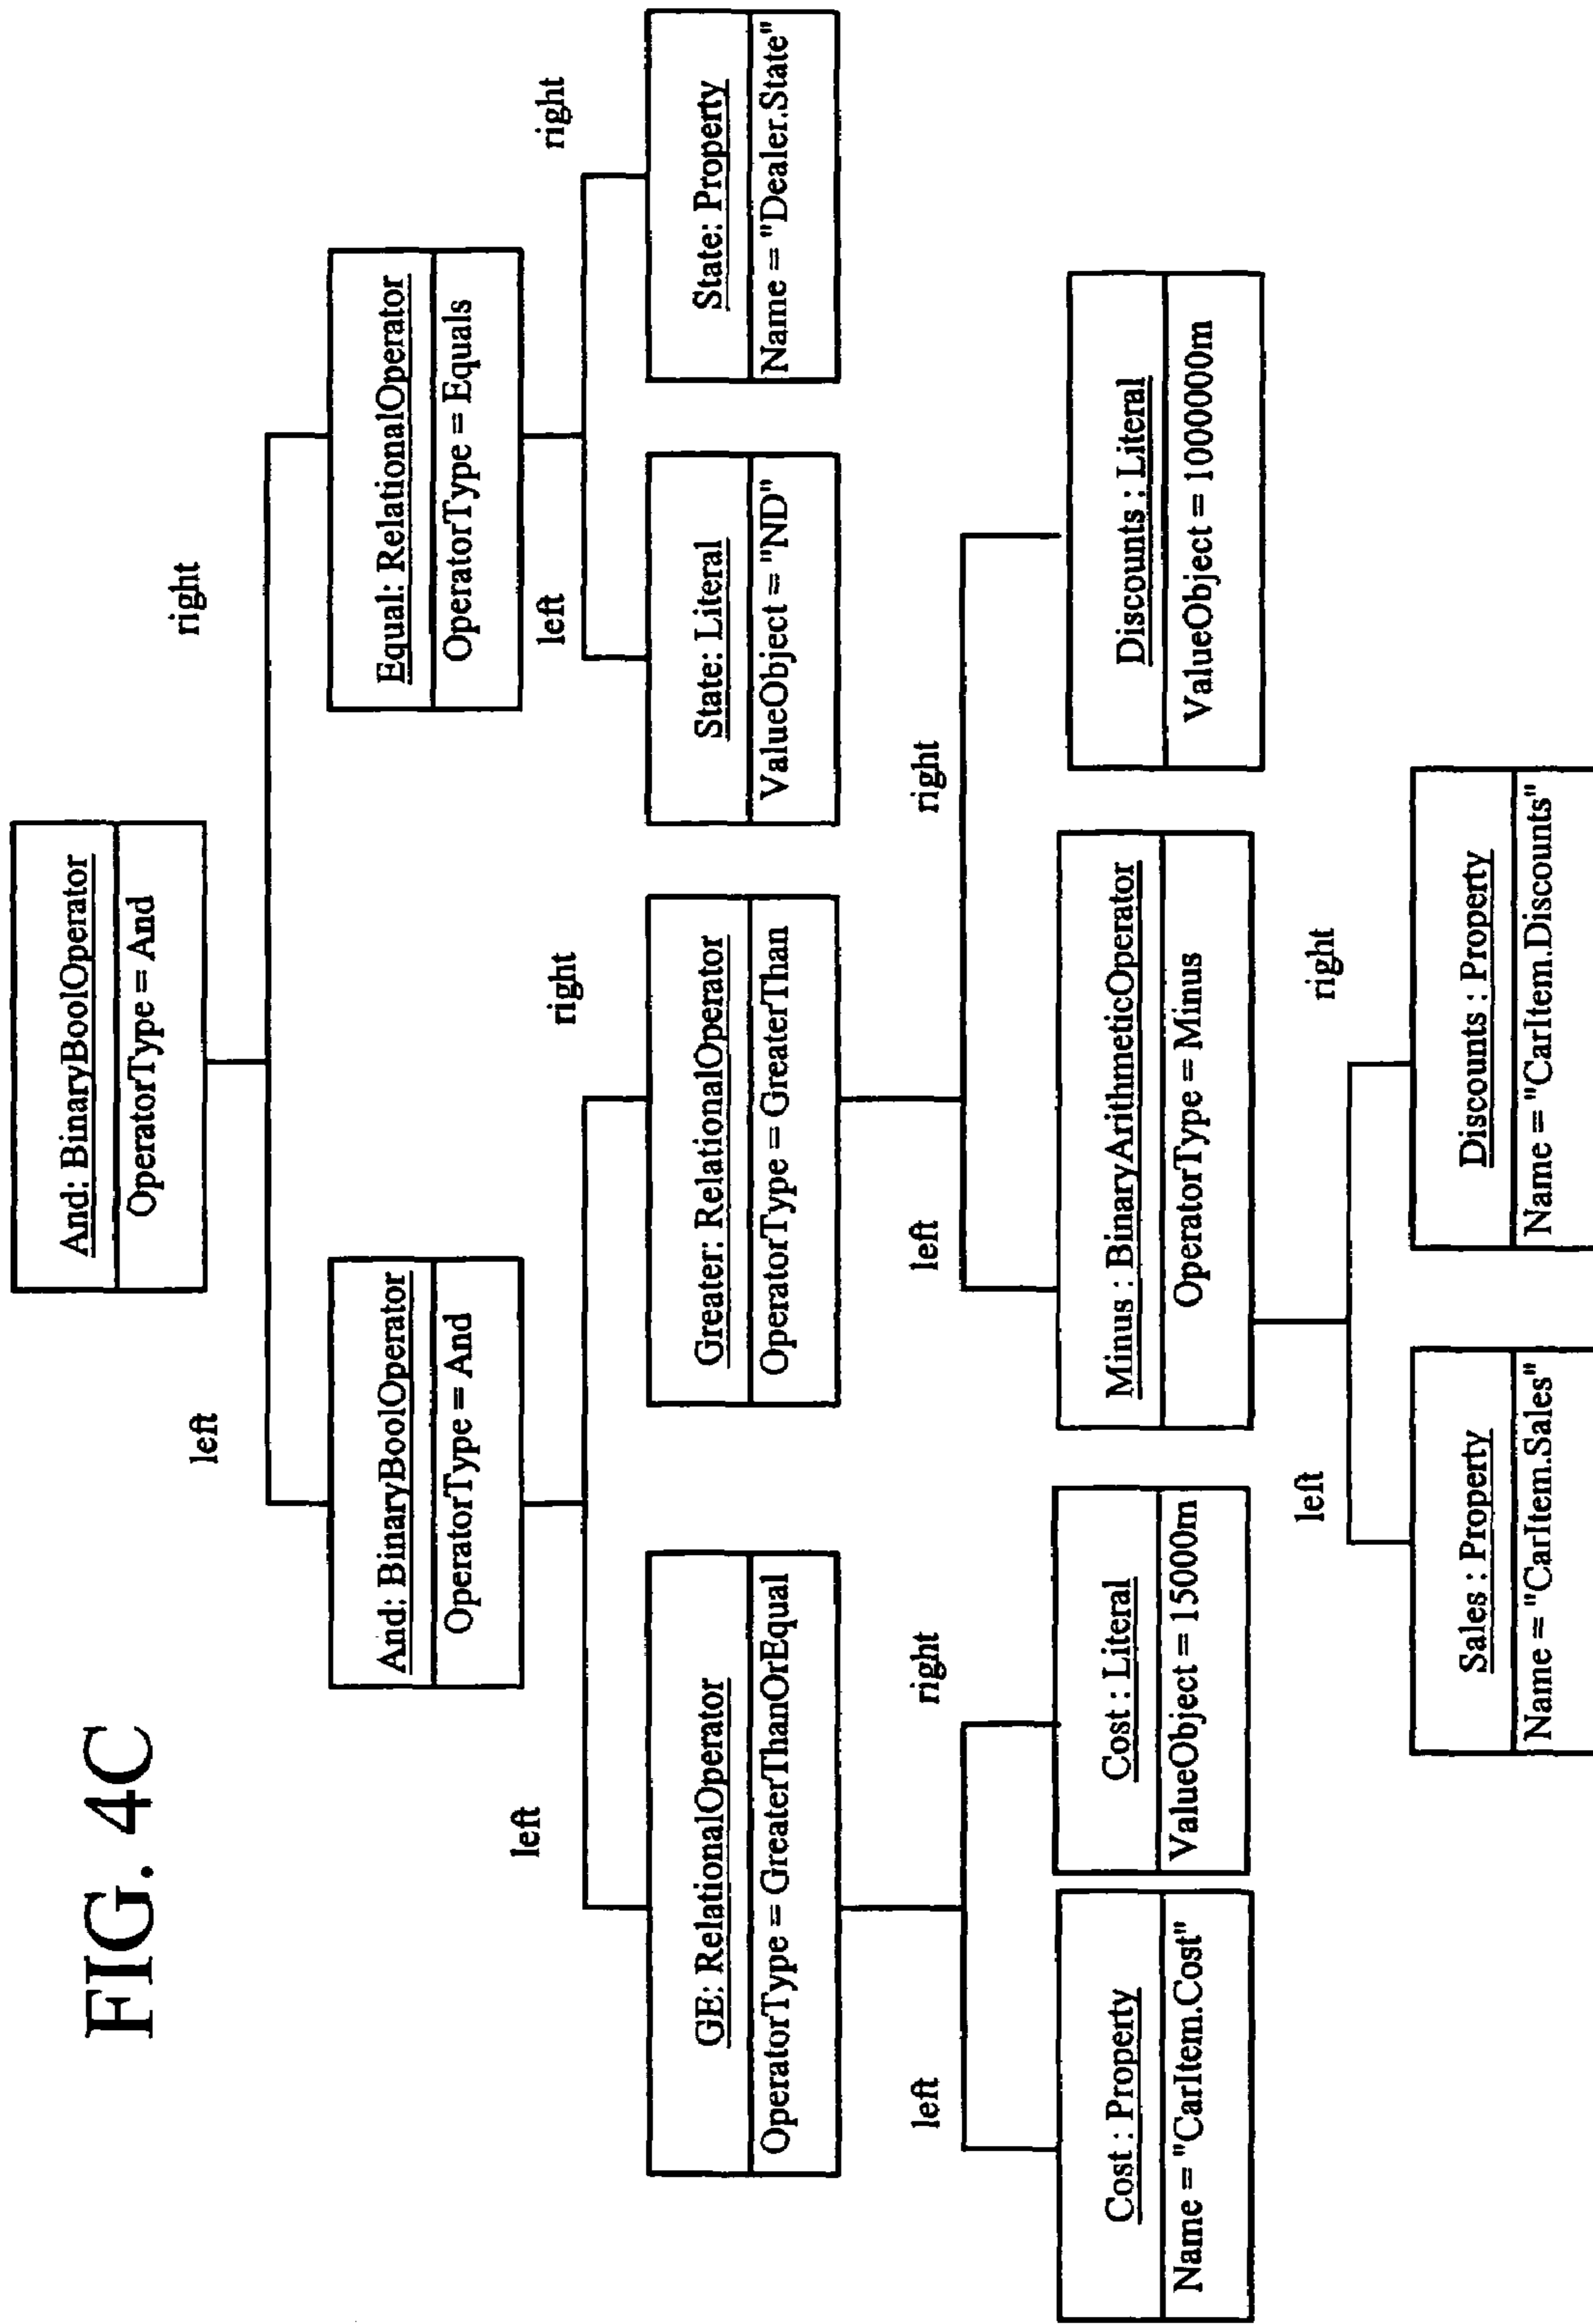 FIG. 4C
And: BinaryBoolOperator
OperatorType = And
left
right
And: BinaryBoolOperator
OperatorType = And
Equal: RelationalOperator
OperatorType = Equals
left
right
left
right
GE: RelationalOperator
OperatorType = GreaterThanOrEqual
Greater: RelationalOperator
OperatorType = GreaterThan
State: Literal
ValueObject = "ND"
State: Property
Name = "Dealer.State"
left
right
left
right
Cost : Property
Name = "CarItem.Cost"
Cost : Literal
ValueObject = 15000m
Minus : BinaryArithmeticOperator
OperatorType = Minus
Discounts : Literal
ValueObject = 1000000m
left
right
Sales : Property
Name = "CarItem.Sales"
Discounts : Property
Name = "CarItem.Discounts"